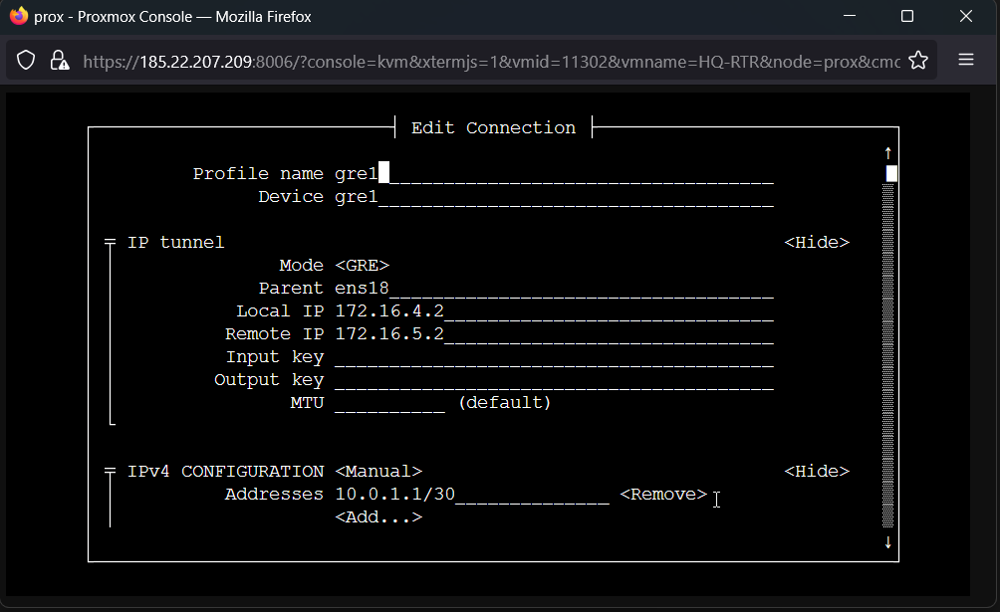 prox - Proxmox Console — Mozilla Firefox
https://185.22.207.209:8006/?console=kvm&xtermjs=1&vmid=11302&vmname=HQ-RTR&node=prox&cmd
Edit Connection
Profile name gre1
Device gre1
IP tunnel <Hide>
Mode <GRE>
Parent ens18
Local IP 172.16.4.2
Remote IP 172.16.5.2
Input key
Output key
MTU (default)
IPv4 CONFIGURATION <Manual> <Hide>
Addresses 10.0.1.1/30 <Remove>
<Add...>